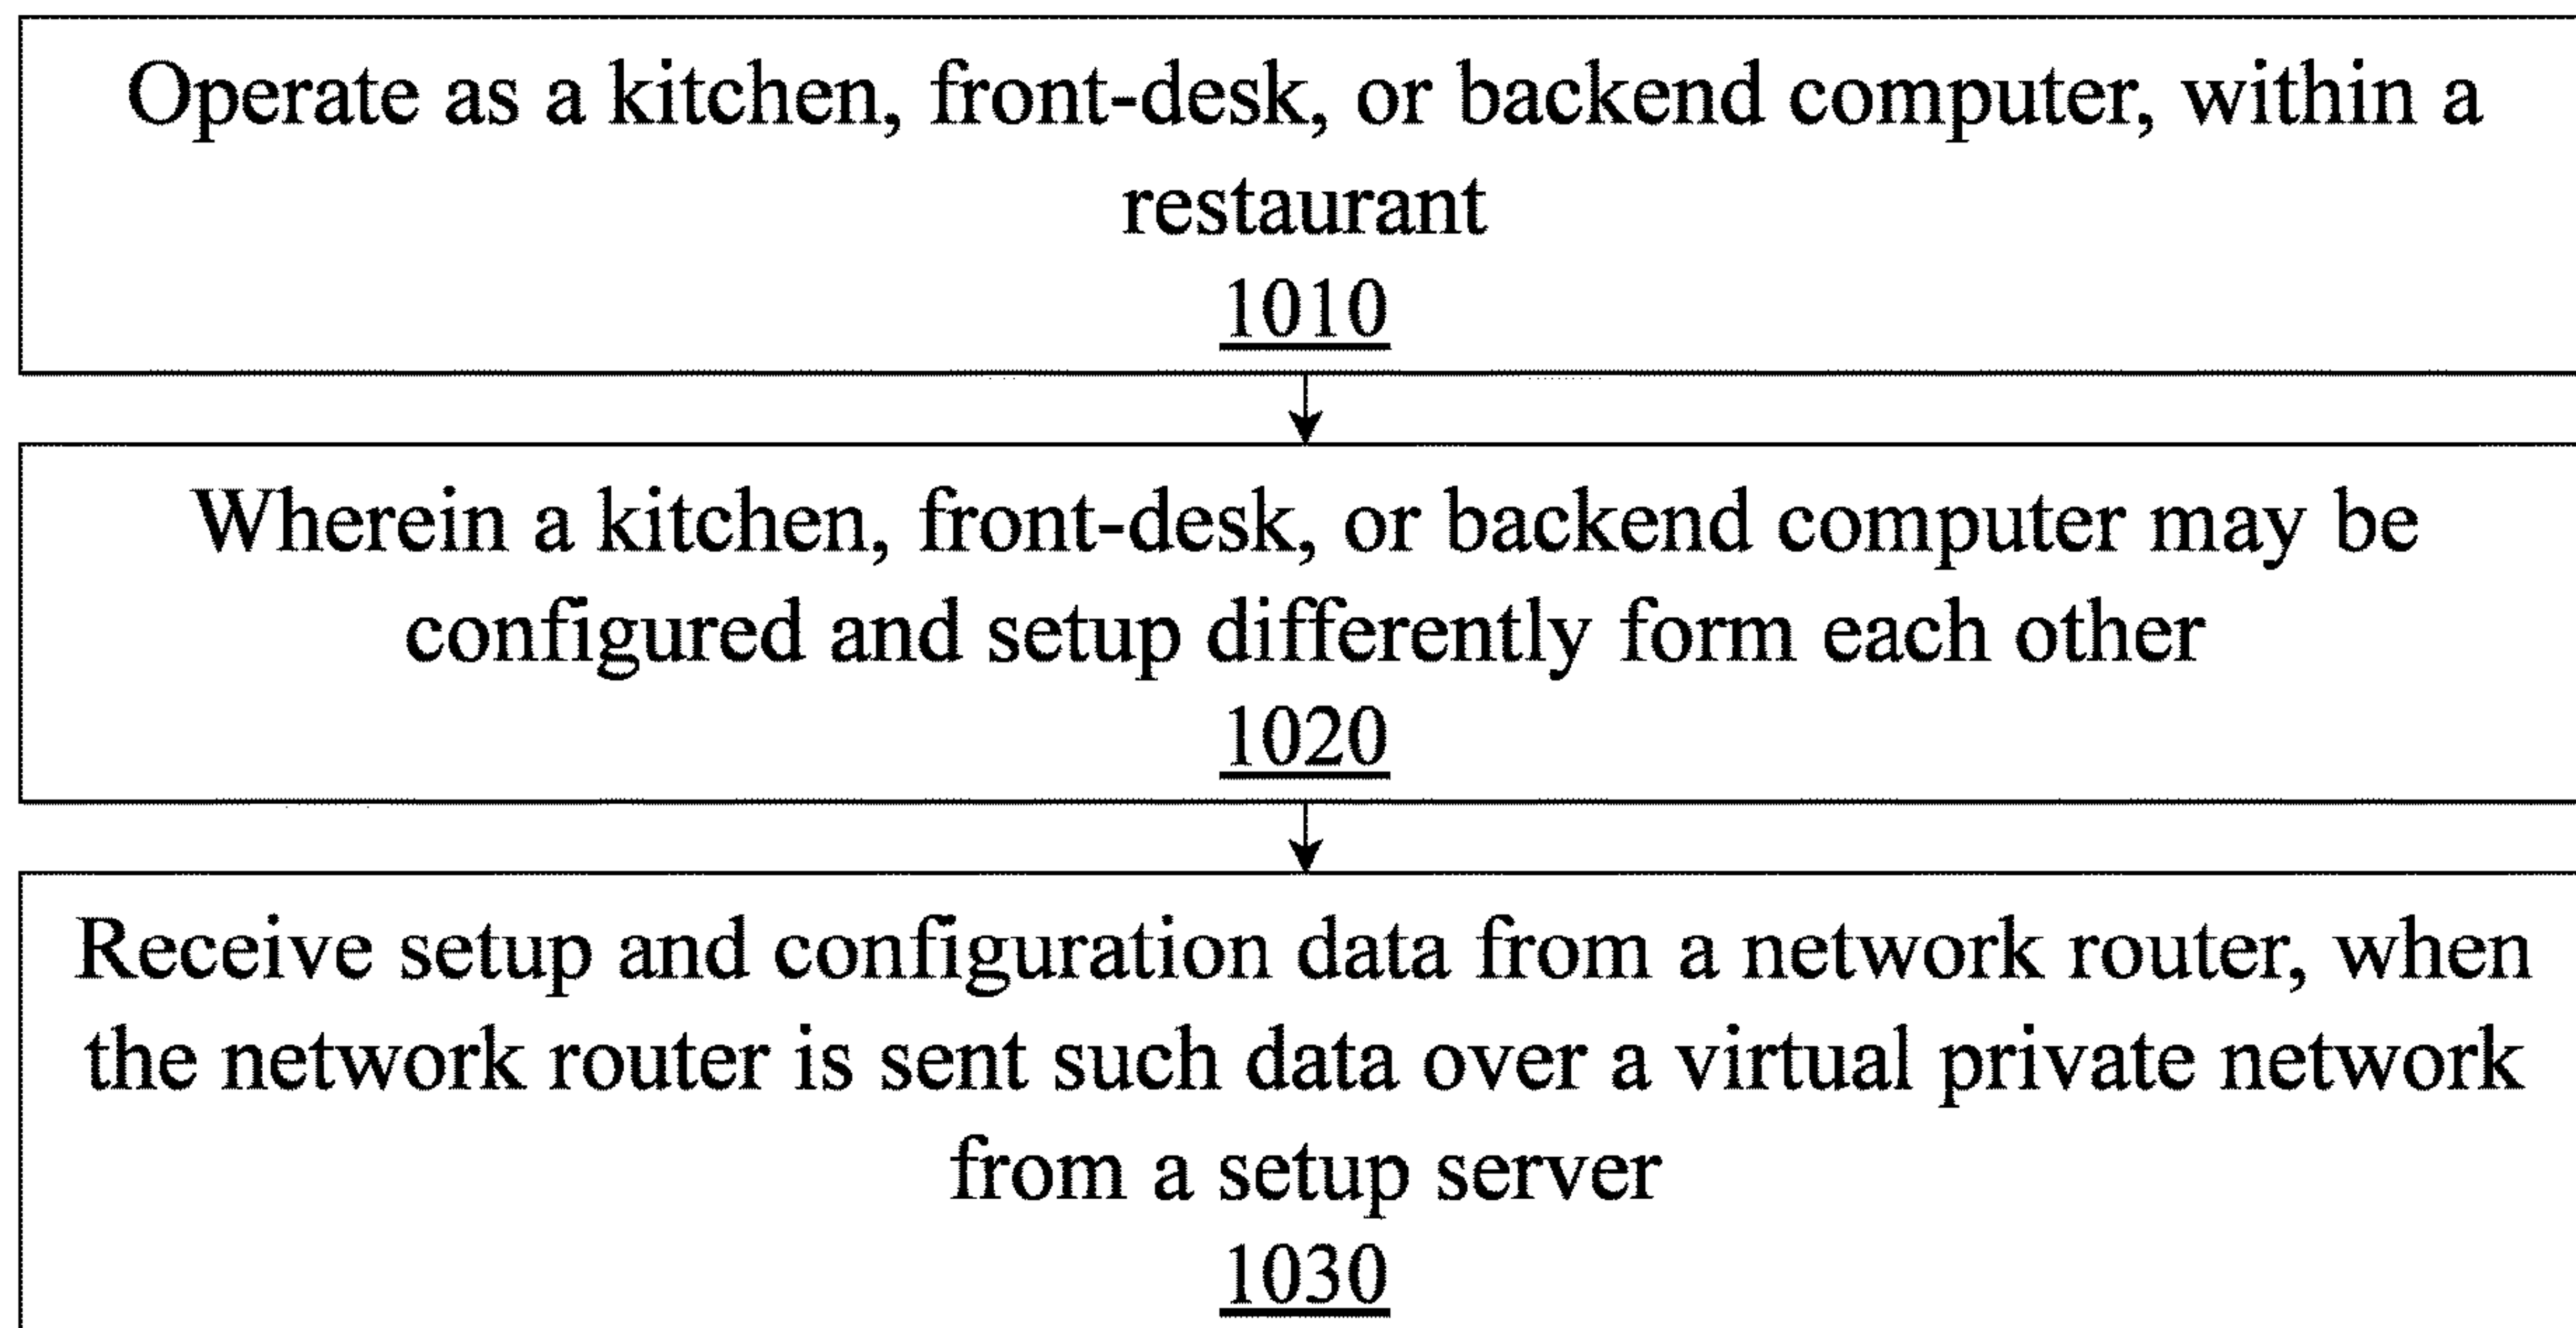 Operate as a kitchen, front-desk, or backend computer, within a
restaurant
1010
Wherein a kitchen, front-desk, or backend computer may be
configured and setup differently form each other
1020
Receive setup and configuration data from a network router, when
the network router is sent such data over a virtual private network
from a setup server
1030